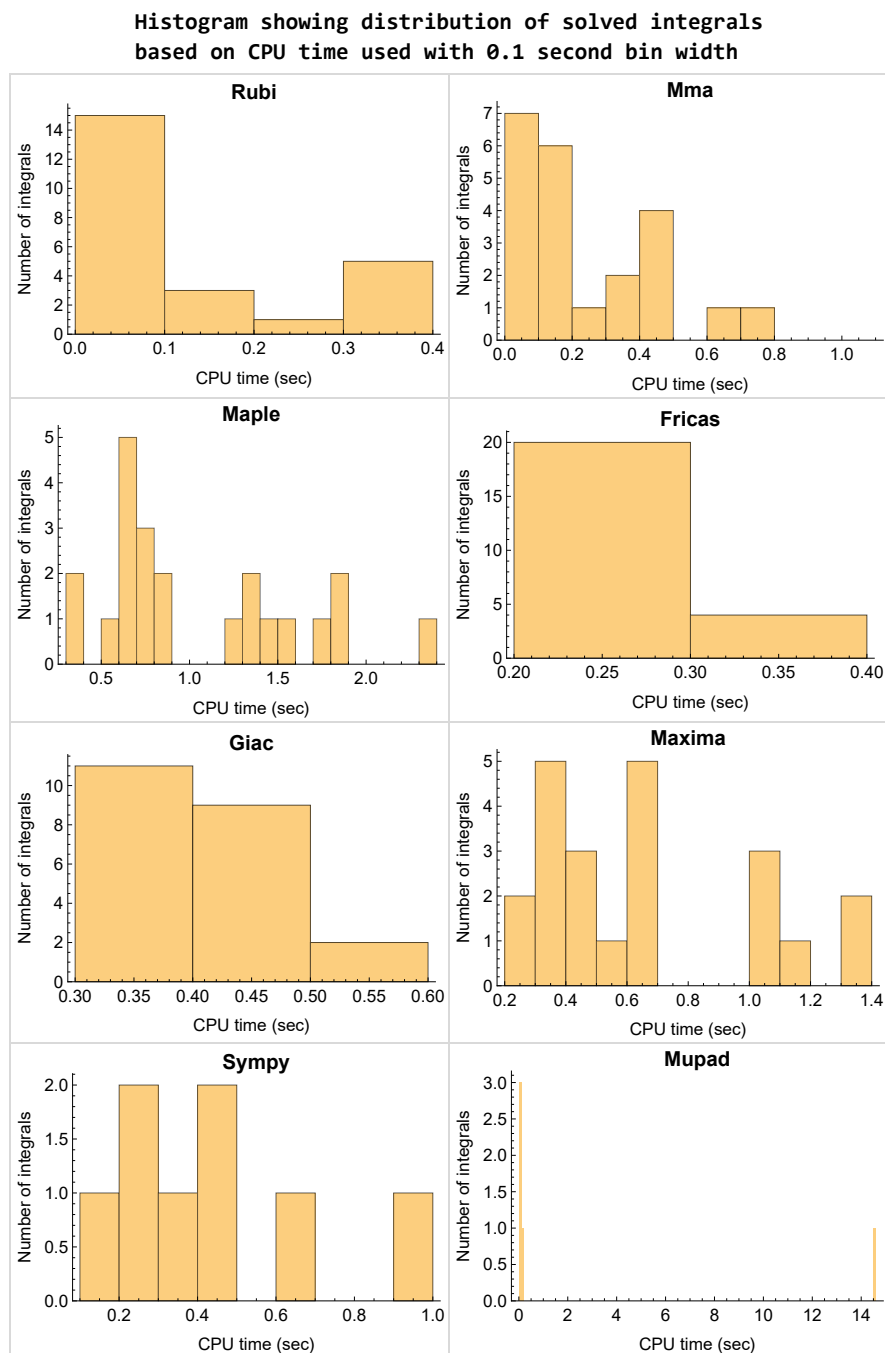 Histogram showing distribution of solved integrals
based on CPU time used with 0.1 second bin width
Rubi
Number of integrals
14
12
10
8
6
4
2
0
0.0 0.1 0.2 0.3 0.4
CPU time (sec)
Mma
Number of integrals
7
6
5
4
3
2
1
0
0.0 0.2 0.4 0.6 0.8 1.0
CPU time (sec)
Maple
Number of integrals
5
4
3
2
1
0
0.5 1.0 1.5 2.0
CPU time (sec)
Fricas
Number of integrals
20
15
10
5
0
0.20 0.25 0.30 0.35 0.40
CPU time (sec)
Giac
Number of integrals
10
8
6
4
2
0
0.30 0.35 0.40 0.45 0.50 0.55 0.60
CPU time (sec)
Maxima
Number of integrals
5
4
3
2
1
0
0.2 0.4 0.6 0.8 1.0 1.2 1.4
CPU time (sec)
Sympy
Number of integrals
2.0
1.5
1.0
0.5
0.0
0.2 0.4 0.6 0.8 1.0
CPU time (sec)
Mupad
Number of integrals
3.0
2.5
2.0
1.5
1.0
0.5
0.0
0 2 4 6 8 10 12 14
CPU time (sec)